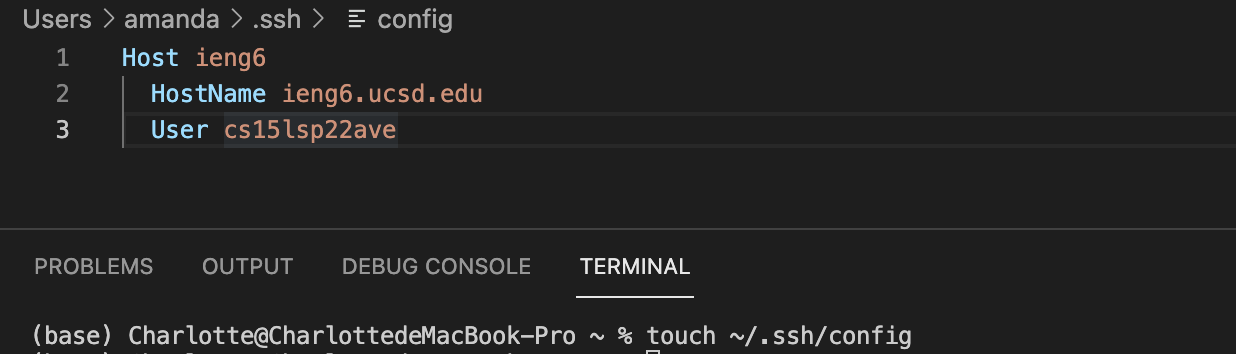 Users > amanda > .ssh > config
1 Host ieng6
2 HostName ieng6.ucsd.edu
3 User cs15lsp22ave
PROBLEMS OUTPUT DEBUG CONSOLE TERMINAL
(base) Charlotte@CharlottedeMacBook-Pro ~ % touch ~/.ssh/config